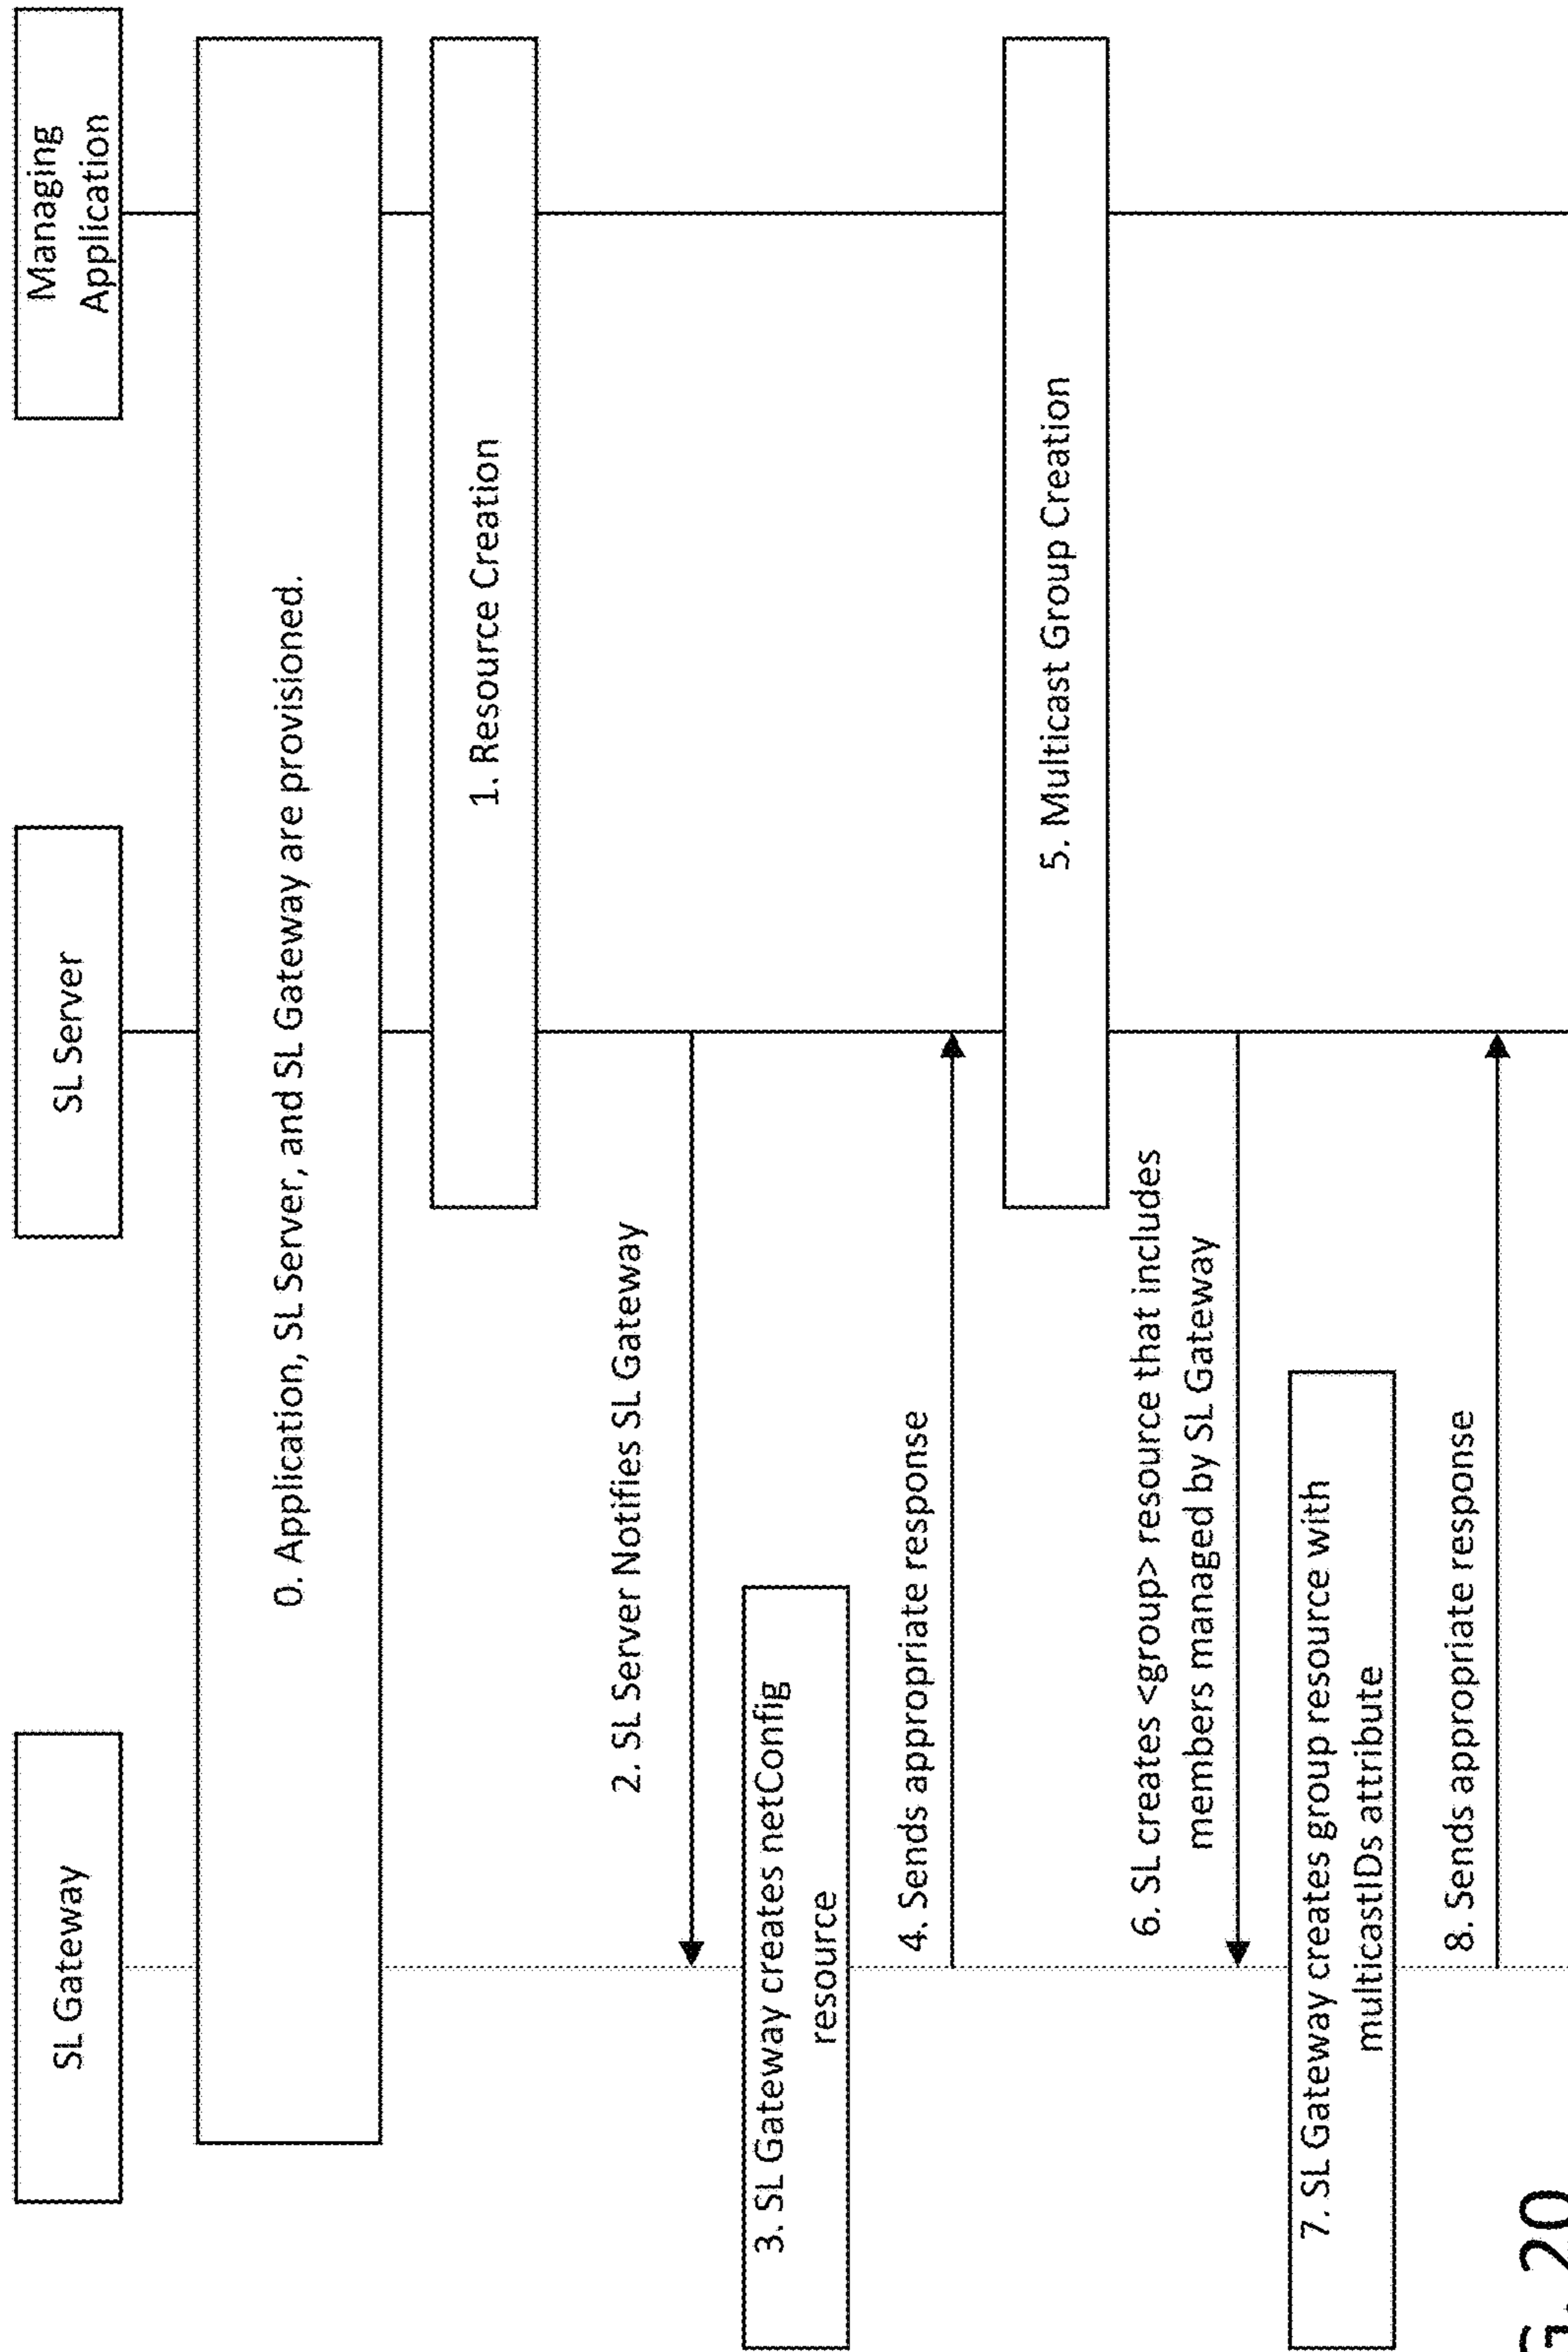 SL Gateway
SL Server
Managing
Application
0. Application, SL Server, and SL Gateway are provisioned.
1. Resource Creation
2. SL Server Notifies SL Gateway
3. SL Gateway creates netConfig
resource
4. Sends appropriate response
5. Multicast Group Creation
6. SL creates <group> resource that includes
members managed by SL Gateway
7. SL Gateway creates group resource with
multicastIDs attribute
8. Sends appropriate response
G. 20